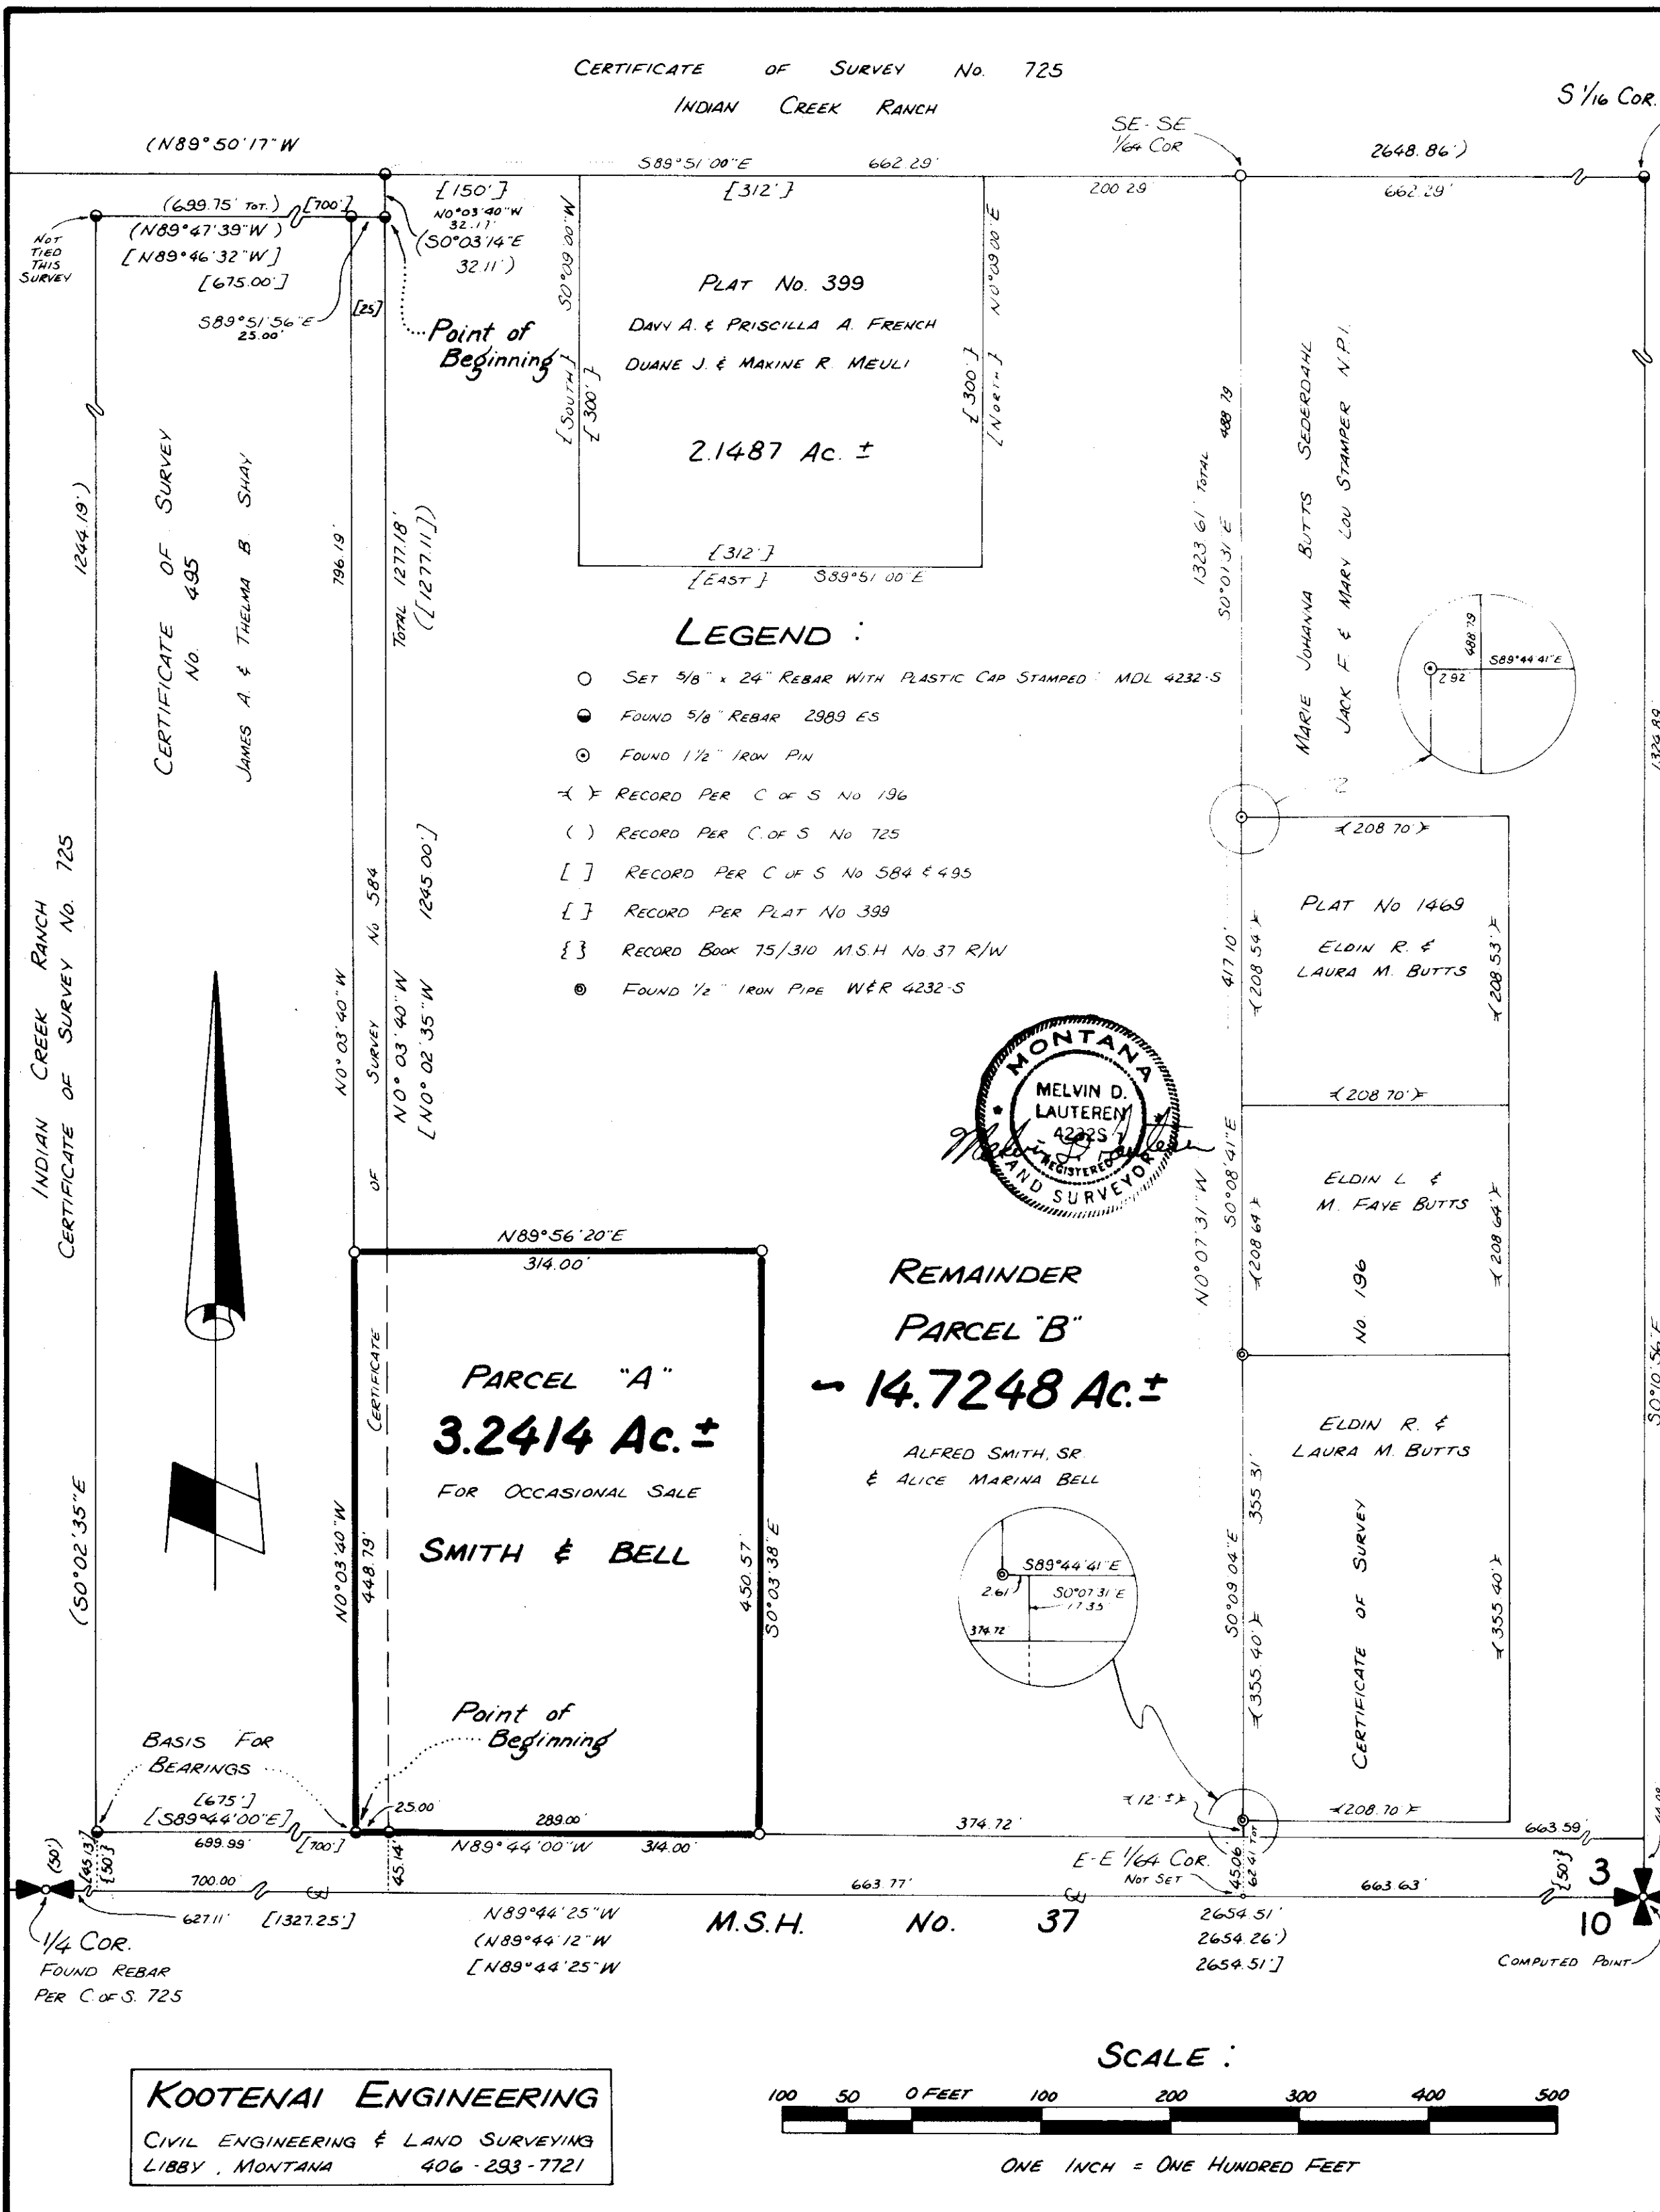 CERTIFICATE OF SURVEY No. 725
INDIAN CREEK RANCH
S 1/16 COR.
SE-SE
1/64 COR
(N89°50'17"W
S89°51'00"E 662.29'
2648.86')
{150'}
{312'}
200.29
662.29'
(699.75' TOT.) [700']
(N89°47'39"W)
[N89°46'32"W]
[675.00']
S89°51'56"E
25.00'
NOT
TIED
THIS
SURVEY
N0°03'40"W
32.17'
(S0°03'14"E
32.11')
[25]
Point of
Beginning
S0°09'00"W
{SOUTH}
{300'}
PLAT No. 399
DAVY A. & PRISCILLA A. FRENCH
DUANE J. & MAXINE R. MEULI
2.1487 Ac. ±
N0°09'00"E
{300'}
{NORTH}
{312'}
{EAST} S89°51'00"E
1244.19')
CERTIFICATE OF SURVEY
No. 495
JAMES A. & THELMA B. SHAY
796.19'
TOTAL 1277.18'
([1277.11])
1323.61' TOTAL
S0°01'31"E 488.79
MARIE JOHANNA BUTTS SEDERDAHL
JACK F. & MARY LOU STAMPER N.P.I.
488.79
S89°44'41"E
2.92'
1324.89'
LEGEND :
SET 5/8" x 24" REBAR WITH PLASTIC CAP STAMPED: MDL 4232-S
FOUND 5/8" REBAR 2989 ES
FOUND 1 1/2" IRON PIN
RECORD PER C OF S No 196
( ) RECORD PER C. OF S No 725
[ ] RECORD PER C OF S No 584 & 495
{ } RECORD PER PLAT No 399
{ } RECORD BOOK 75/310 M.S.H No. 37 R/W
FOUND 1/2" IRON PIPE W&R 4232-S
INDIAN CREEK RANCH
CERTIFICATE OF SURVEY No. 725
N0°03'40"W
CERTIFICATE OF SURVEY No 584
N0°03'40"W
[N0°02'35"W 1245.00']
(208.70')
PLAT No 1469
ELDIN R. &
LAURA M. BUTTS
417.10'
(208.54')
(208.53')
(208.70')
MONTANA
MELVIN D.
LAUTEREN
4232S
REGISTERED
LAND SURVEYOR
Melvin D Lauteren
N0°07'31"W
S0°08'41"E
(208.64')
ELDIN L. &
M. FAYE BUTTS
(208.64')
N89°56'20"E
314.00'
PARCEL "A"
3.2414 Ac. ±
FOR OCCASIONAL SALE
SMITH & BELL
N0°03'40"W
448.79'
450.57'
S0°03'38"E
REMAINDER
PARCEL "B"
14.7248 Ac. ±
ALFRED SMITH, SR.
& ALICE MARINA BELL
S89°44'41"E
2.61'
S0°07'31"E
17.35'
374.72'
ELDIN R. &
LAURA M. BUTTS
CERTIFICATE OF SURVEY No. 196
355.31'
S0°09'04"E
(355.40')
(355.40')
S0°10'56"E
(S0°02'35"E
Point of
Beginning
BASIS FOR
BEARINGS
[675']
[S89°44'00"E]
699.99' [700']
25.00'
289.00'
N89°44'00"W 314.00'
374.72'
(12'±)
(208.70')
663.59'
E-E 1/64 COR.
NOT SET
45.06'
62.41 TOT
(50')
[45.13']
{50'}
45.14'
700.00'
663.77'
663.63'
{50'}
3
10
627.11' [1327.25']
N89°44'25"W
(N89°44'12"W
[N89°44'25"W
M.S.H. No. 37
2654.51'
2654.26')
2654.51']
1/4 COR.
FOUND REBAR
PER C. OF S. 725
COMPUTED POINT
KOOTENAI ENGINEERING
CIVIL ENGINEERING & LAND SURVEYING
LIBBY, MONTANA 406-293-7721
SCALE :
100 50 0 FEET 100 200 300 400 500
ONE INCH = ONE HUNDRED FEET